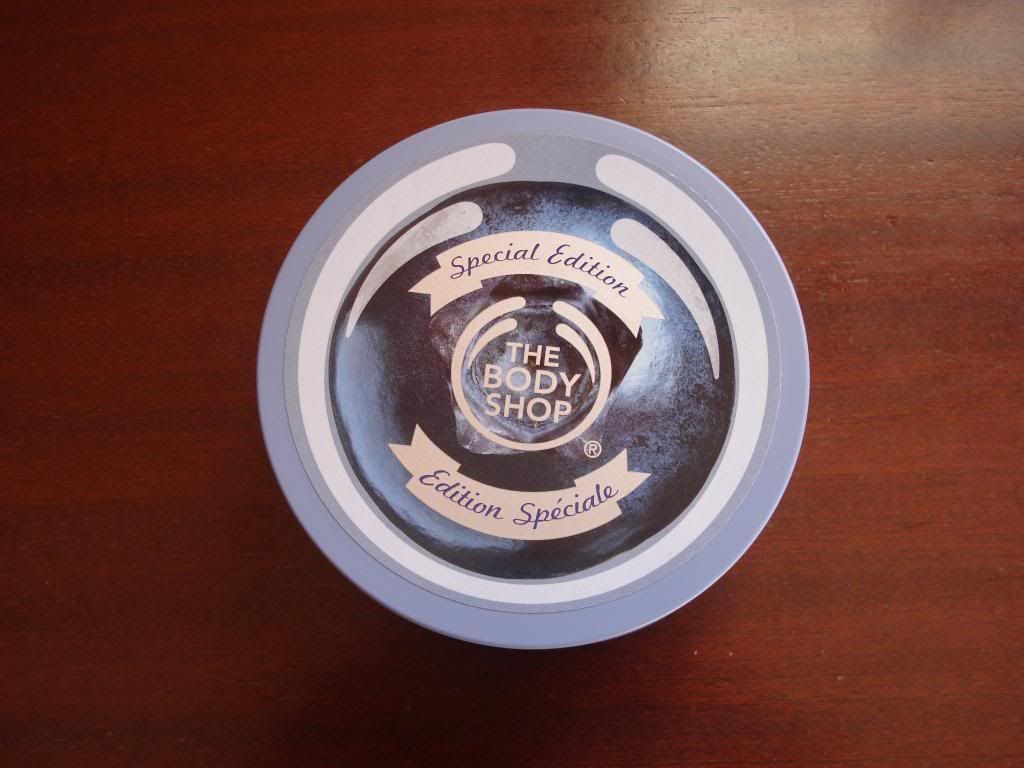 Special Edition
THE
BODY
SHOP
®
Edition Spéciale